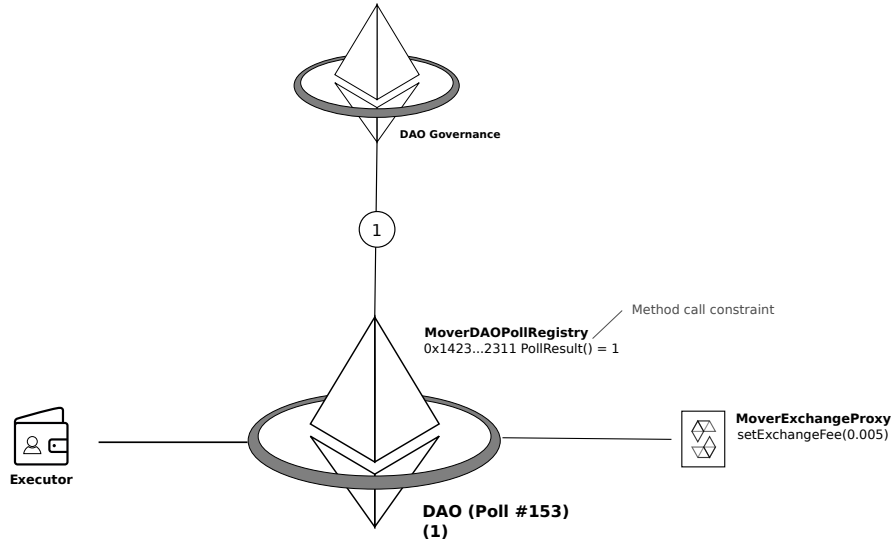 DAO Governance
1
Method call constraint
MoverDAOPollRegistry
0x1423...2311 PollResult() = 1
MoverExchangeProxy
setExchangeFee(0.005)
Executor
DAO (Poll #153)
(1)